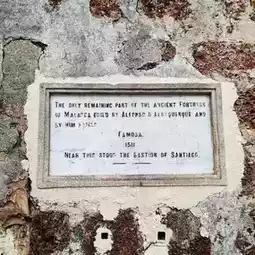 The only remaining part of the ancient Fortress
of Malacca built by Alfonso d'Albuquerque and
by him
Famosa.
1511
Near this stood the Bastion of Santiago.